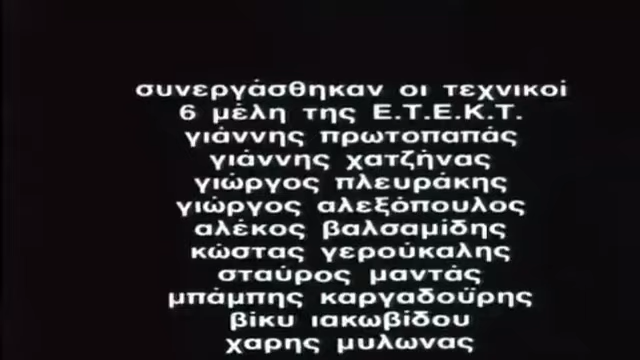 συνεργάσθηκαν οι τεχνικοί
6 μέλη της Ε.Τ.Ε.Κ.Τ.
γιάννης πρωτοπαπάς
γιάννης χατζήνας
γιώργος πλευράκης
γιώργος αλεξόπουλος
αλέκος βαλσαμίδης
κώστας γερούκαλης
σταύρος μαντάς
μπάμπης καργαδούρης
βίκυ ιακωβίδου
χαρης μυλωνας